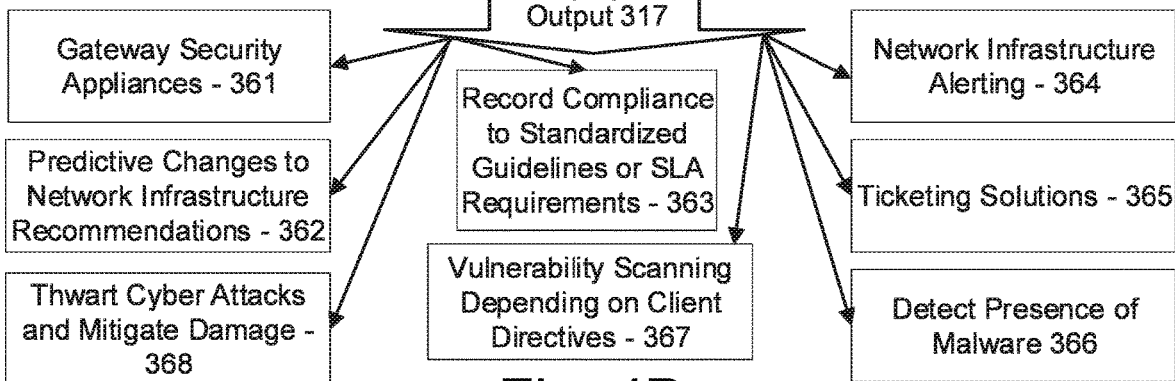 Output 317
Gateway Security
Appliances - 361
Predictive Changes to
Network Infrastructure
Recommendations - 362
Thwart Cyber Attacks
and Mitigate Damage -
368
Record Compliance
to Standardized
Guidelines or SLA
Requirements - 363
Vulnerability Scanning
Depending on Client
Directives - 367
Network Infrastructure
Alerting - 364
Ticketing Solutions - 365
Detect Presence of
Malware 366